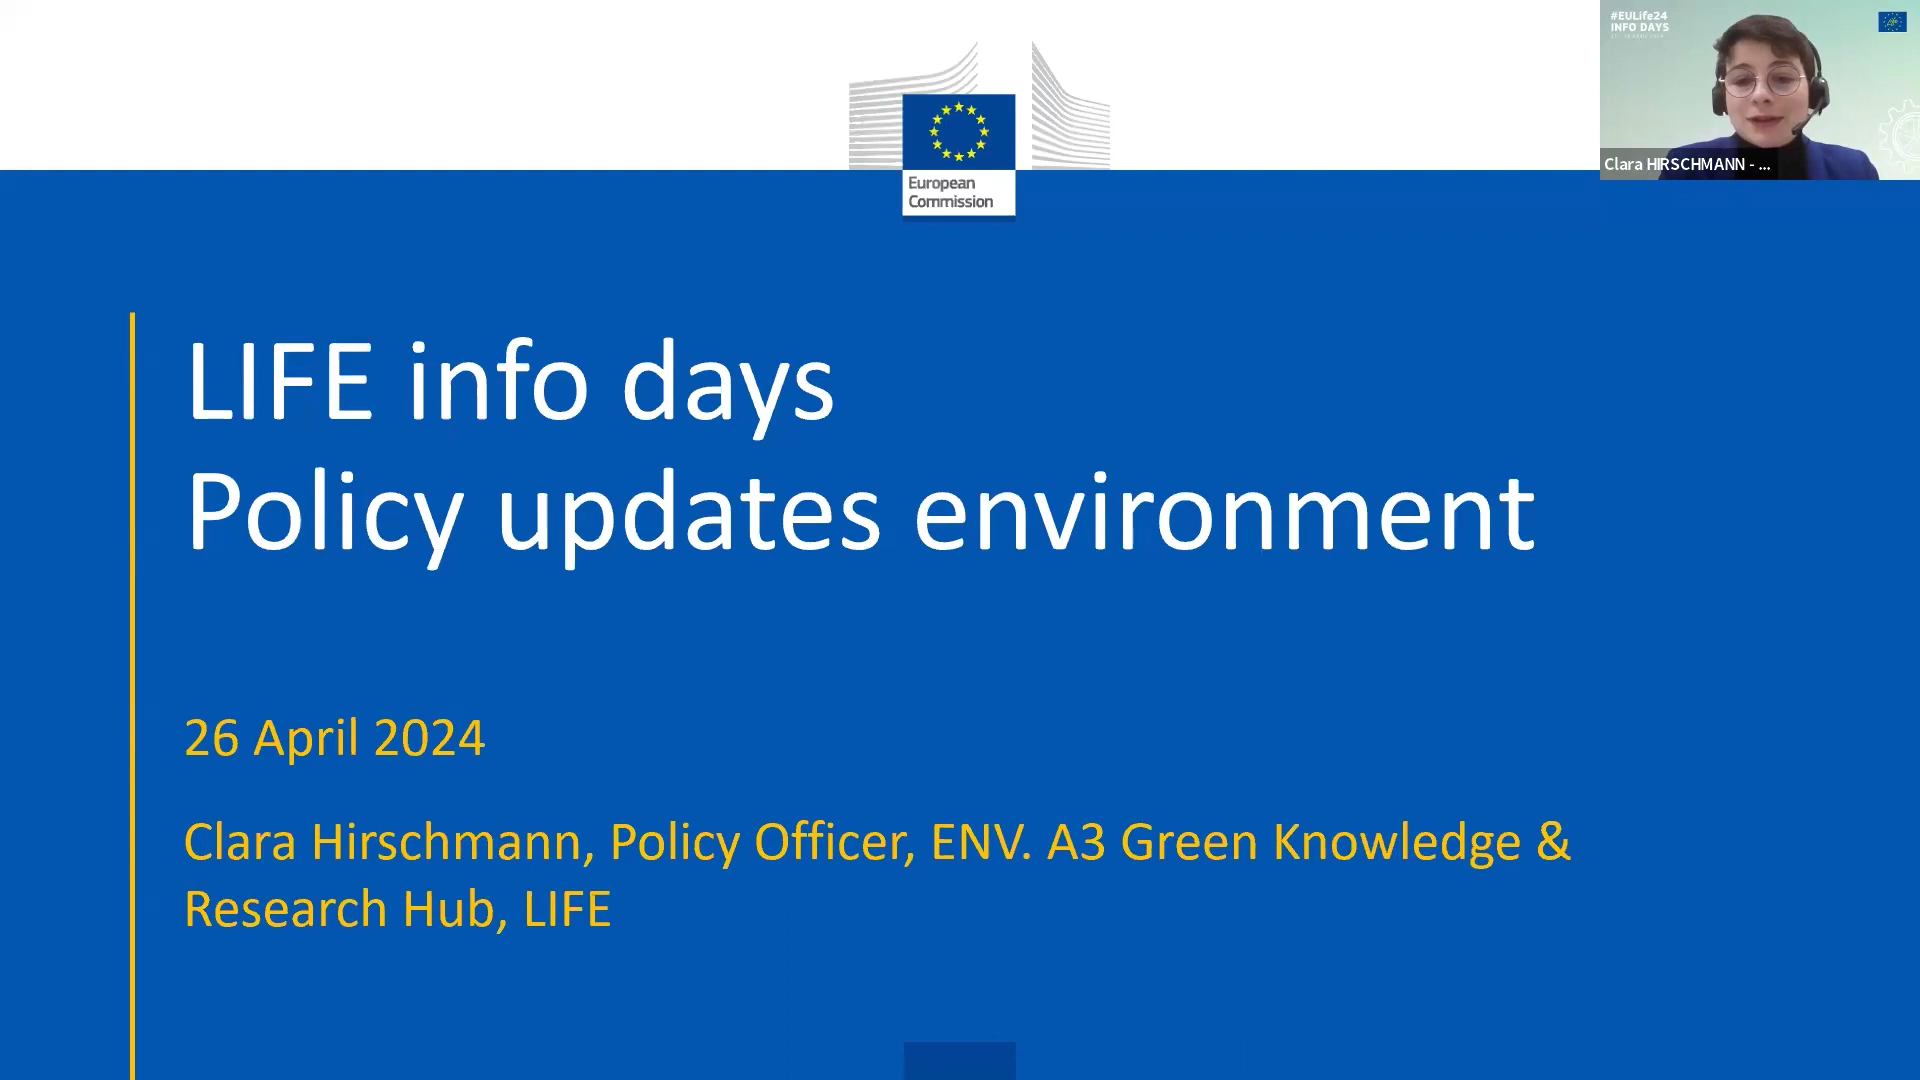 #EULife24
INFO DAYS
Clara HIRSCHMANN - ...
European
Commission
LIFE info days
Policy updates environment
26 April 2024
Clara Hirschmann, Policy Officer, ENV. A3 Green Knowledge &
Research Hub, LIFE